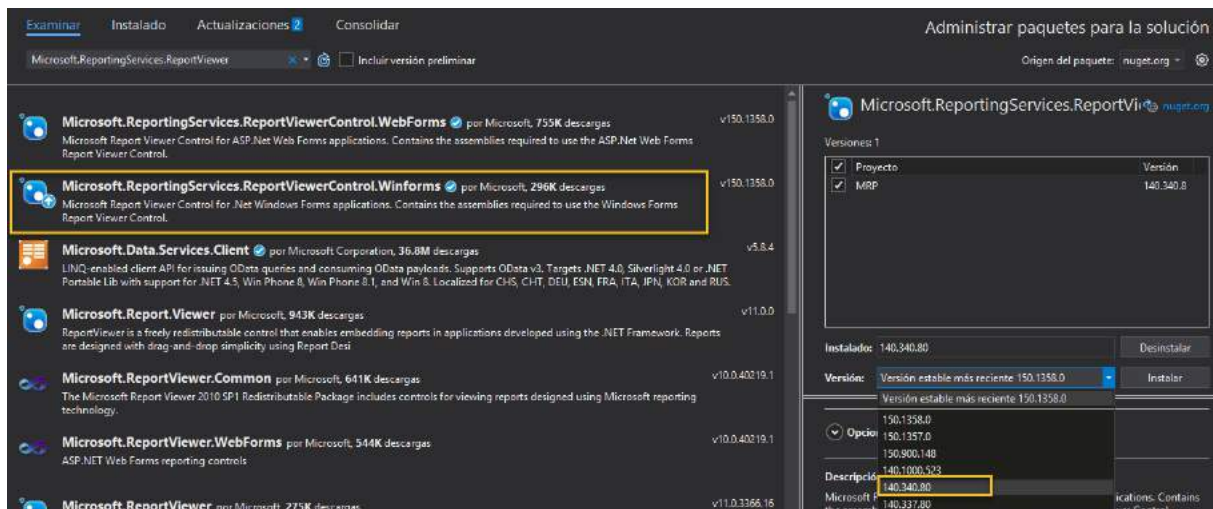 Examinar Instalado Actualizaciones 2 Consolidar
Administrar paquetes para la solución
Microsoft.ReportingServices.ReportViewer
Incluir versión preliminar
Origen del paquete: nuget.org
Microsoft.ReportingServices.ReportViewerControl.WebForms por Microsoft, 755K descargas v150.1358.0
Microsoft Report Viewer Control for ASP.Net Web Forms applications. Contains the assemblies required to use the ASP.Net Web Forms
Report Viewer Control.
Microsoft.ReportingServices.ReportViewerControl.Winforms por Microsoft, 296K descargas v150.1358.0
Microsoft Report Viewer Control for .Net Windows Forms applications. Contains the assemblies required to use the Windows Forms
Report Viewer Control.
Microsoft.Data.Services.Client por Microsoft Corporation, 36.8M descargas v5.8.4
LINQ-enabled client API for issuing OData queries and consuming OData payloads. Supports OData v3. Targets .NET 4.0, Silverlight 4.0 or .NET
Portable Lib with support for .NET 4.5, Win Phone 8, Win Phone 8.1, and Win 8. Localized for CHS, CHT, DEU, ESN, FRA, ITA, JPN, KOR and RUS.
Microsoft.Report.Viewer por Microsoft, 943K descargas v11.0.0
ReportViewer is a freely redistributable control that enables embedding reports in applications developed using the .NET Framework. Reports
are designed with drag-and-drop simplicity using Report Desi
Microsoft.ReportViewer.Common por Microsoft, 641K descargas v10.0.40219.1
The Microsoft Report Viewer 2010 SP1 Redistributable Package includes controls for viewing reports designed using Microsoft reporting
technology.
Microsoft.ReportViewer.WebForms por Microsoft, 544K descargas v10.0.40219.1
ASP.NET Web Forms reporting controls
Microsoft.ReportViewer por Microsoft, 275K descargas v11.0.3366.16
Microsoft.ReportingServices.ReportVi nuget.org
Versiones: 1
Proyecto Versión
MRP 140.340.8
Instalado: 140.340.80 Desinstalar
Versión: Versión estable más reciente 150.1358.0 Instalar
Versión estable más reciente 150.1358.0
150.1358.0
Opcio 150.1357.0
150.900.148
140.1000.523
Descripció 140.340.80
Microsoft 140.337.80 ications. Contains